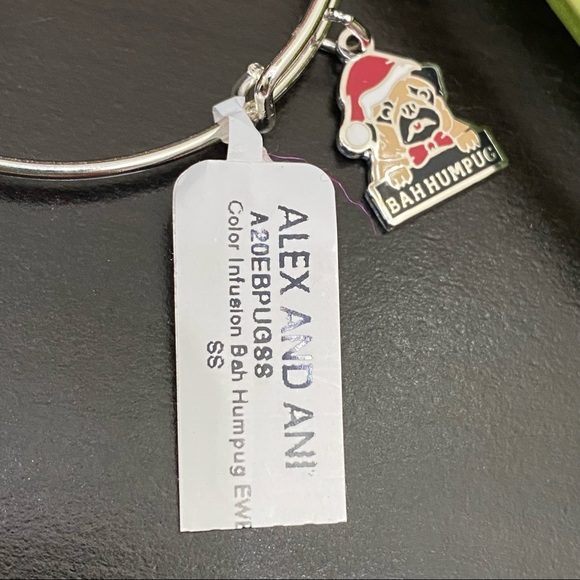 ALEX AND ANI
A20EBPUGSS
Color Infusion Bah Humpug EWB
SS
BAH HUMPUG